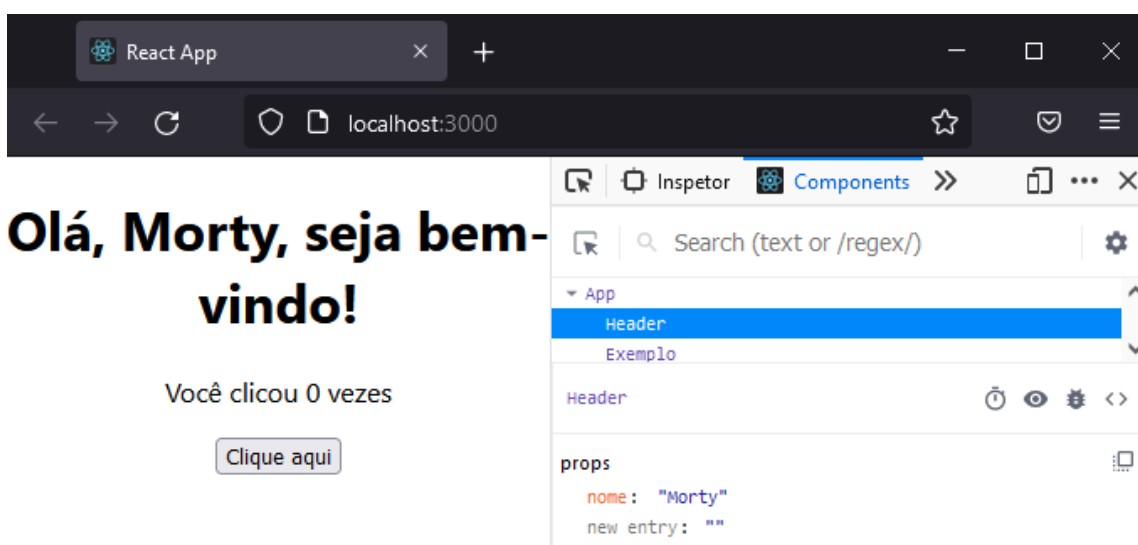 React App
localhost:3000
Olá, Morty, seja bem-
vindo!
Você clicou 0 vezes
Clique aqui
Inspetor Components
Search (text or /regex/)
App
Header
Exemplo
Header
props
nome: "Morty"
new entry: ""